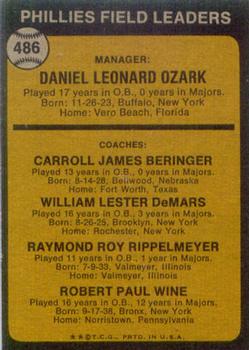 PHILLIES FIELD LEADERS
486
MANAGER:
DANIEL LEONARD OZARK
Played 17 years in O.B., 0 years in Majors.
Born: 11-26-23, Buffalo, New York
Home: Vero Beach, Florida
COACHES:
CARROLL JAMES BERINGER
Played 13 years in O.B., 0 years in Majors.
Born: 8-14-28, Bellwood, Nebraska
Home: Fort Worth, Texas
WILLIAM LESTER DeMARS
Played 16 years in O.B., 3 years in Majors.
Born: 8-26-25, Brooklyn, New York
Home: Rochester, New York
RAYMOND ROY RIPPELMEYER
Played 11 years in O.B., 1 year in Majors.
Born: 7-9-33, Valmeyer, Illinois
Home: Valmeyer, Illinois
ROBERT PAUL WINE
Played 16 years in O.B., 12 years in Majors.
Born: 9-17-38, Bronx, New York
Home: Norristown, Pennsylvania
★★©T.C.G., PRTD. IN U.S.A.